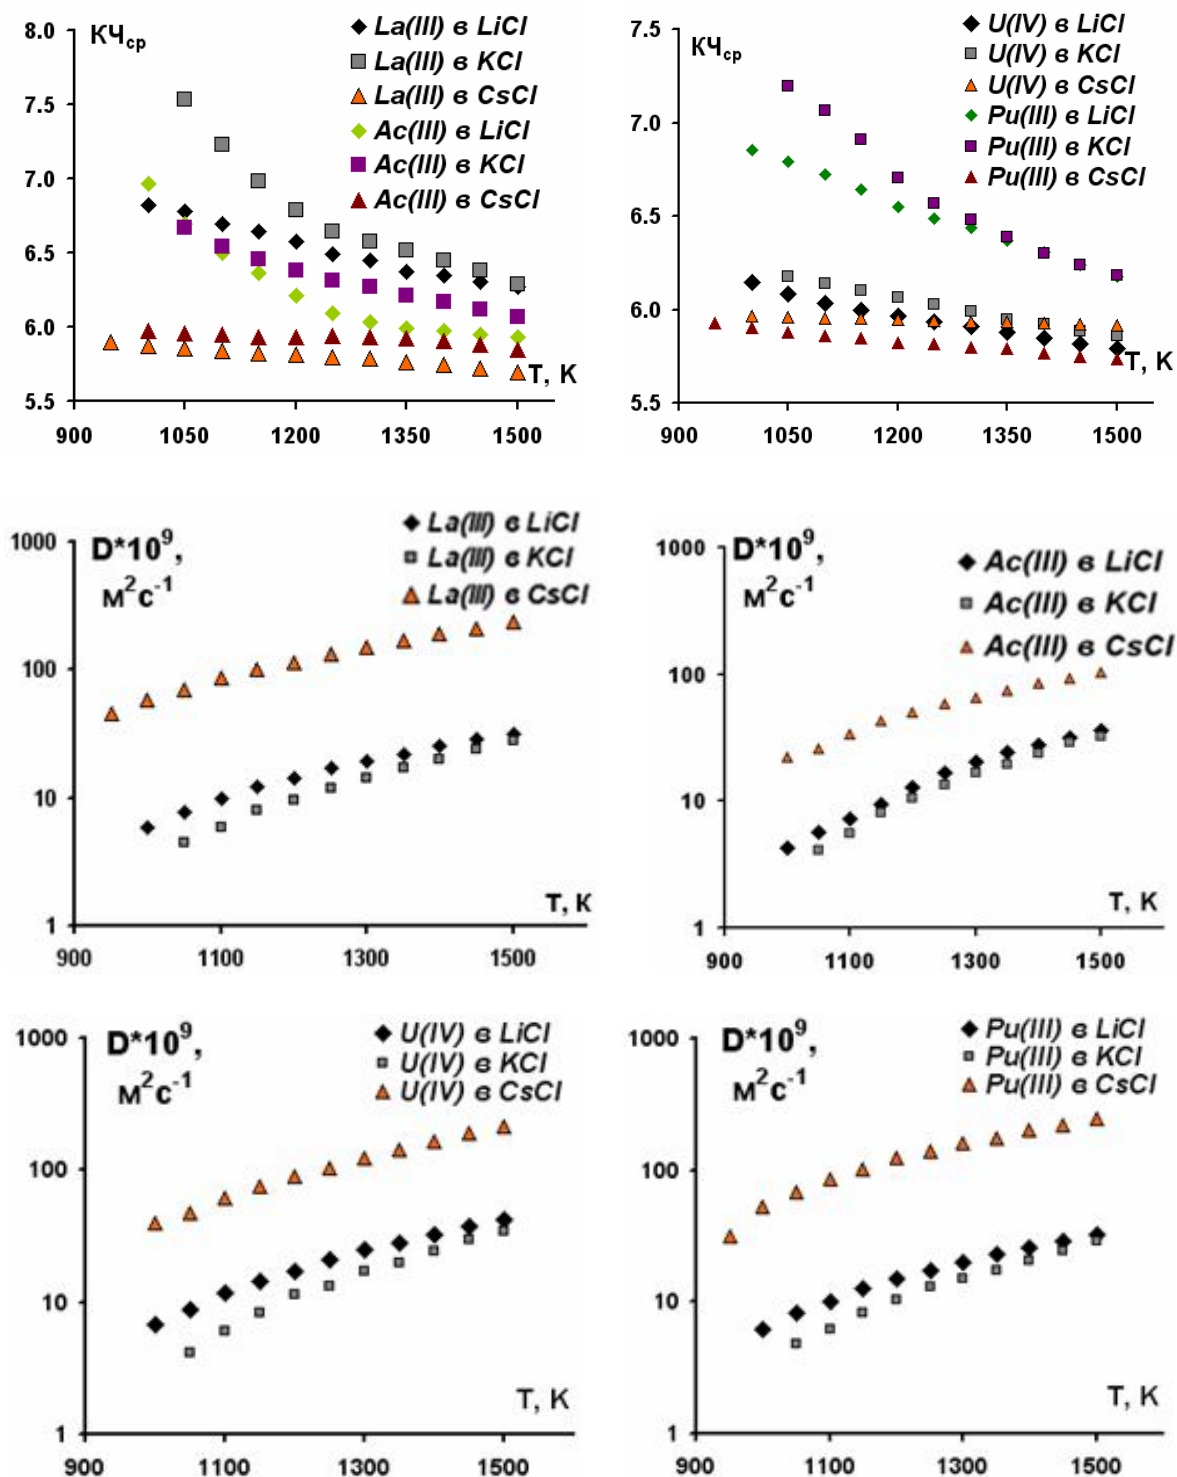 8.0
КЧср
La(III) в LiCl
La(III) в KCl
La(III) в CsCl
Ac(III) в LiCl
Ac(III) в KCl
Ac(III) в CsCl
7.5
7.0
6.5
6.0
5.5
T, K
900 1050 1200 1350 1500
7.5
КЧср
U(IV) в LiCl
U(IV) в KCl
U(IV) в CsCl
Pu(III) в LiCl
Pu(III) в KCl
Pu(III) в CsCl
7.0
6.5
6.0
5.5
T, K
900 1050 1200 1350 1500
1000
D*10⁹,
м²с⁻¹
La(III) в LiCl
La(III) в KCl
La(III) в CsCl
100
10
1
T, K
900 1100 1300 1500
1000
D*10⁹,
м²с⁻¹
Ac(III) в LiCl
Ac(III) в KCl
Ac(III) в CsCl
100
10
1
T, K
900 1100 1300 1500
1000
D*10⁹,
м²с⁻¹
U(IV) в LiCl
U(IV) в KCl
U(IV) в CsCl
100
10
1
T, K
900 1100 1300 1500
1000
D*10⁹,
м²с⁻¹
Pu(III) в LiCl
Pu(III) в KCl
Pu(III) в CsCl
100
10
1
T, K
900 1100 1300 1500